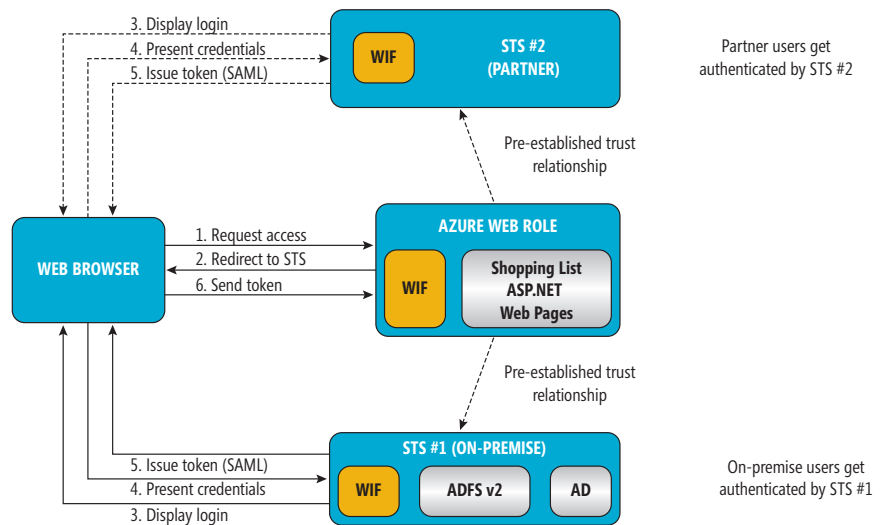 3. Display login
4. Present credentials
5. Issue token (SAML)
WIF
STS #2
(PARTNER)
Partner users get
authenticated by STS #2
Pre-established trust
relationship
WEB BROWSER
1. Request access
2. Redirect to STS
6. Send token
AZURE WEB ROLE
WIF
Shopping List
ASP.NET
Web Pages
Pre-established trust
relationship
STS #1 (ON-PREMISE)
WIF
ADFS v2
AD
5. Issue token (SAML)
4. Present credentials
3. Display login
On-premise users get
authenticated by STS #1